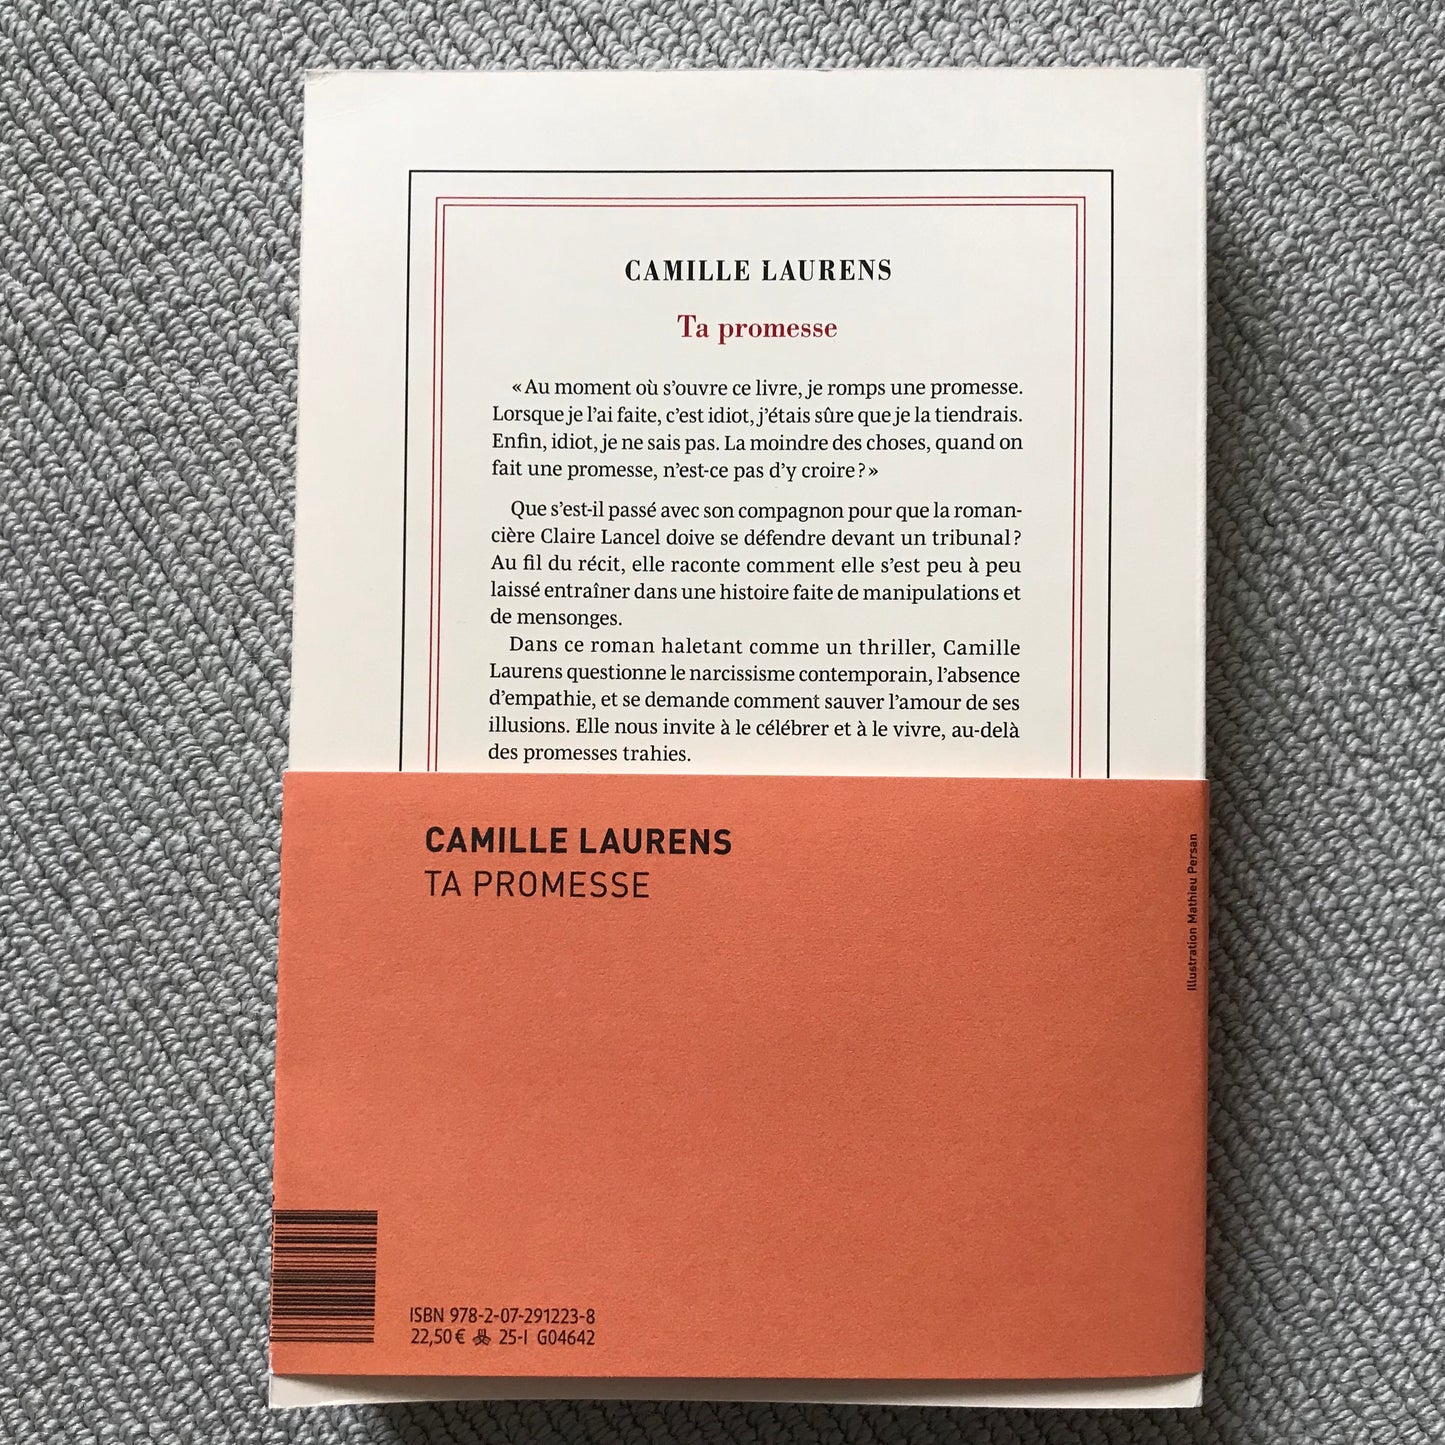 CAMILLE LAURENS
Ta promesse
« Au moment où s'ouvre ce livre, je romps une promesse.
Lorsque je l'ai faite, c'est idiot, j'étais sûre que je la tiendrais.
Enfin, idiot, je ne sais pas. La moindre des choses, quand on
fait une promesse, n'est-ce pas d'y croire ? »
Que s'est-il passé avec son compagnon pour que la roman-
cière Claire Lancel doive se défendre devant un tribunal ?
Au fil du récit, elle raconte comment elle s'est peu à peu
laissé entraîner dans une histoire faite de manipulations et
de mensonges.
Dans ce roman haletant comme un thriller, Camille
Laurens questionne le narcissisme contemporain, l'absence
d'empathie, et se demande comment sauver l'amour de ses
illusions. Elle nous invite à le célébrer et à le vivre, au-delà
des promesses trahies.
CAMILLE LAURENS
TA PROMESSE
Illustration Mathieu Persan
ISBN 978-2-07-291223-8
22,50 € 25-I G04642